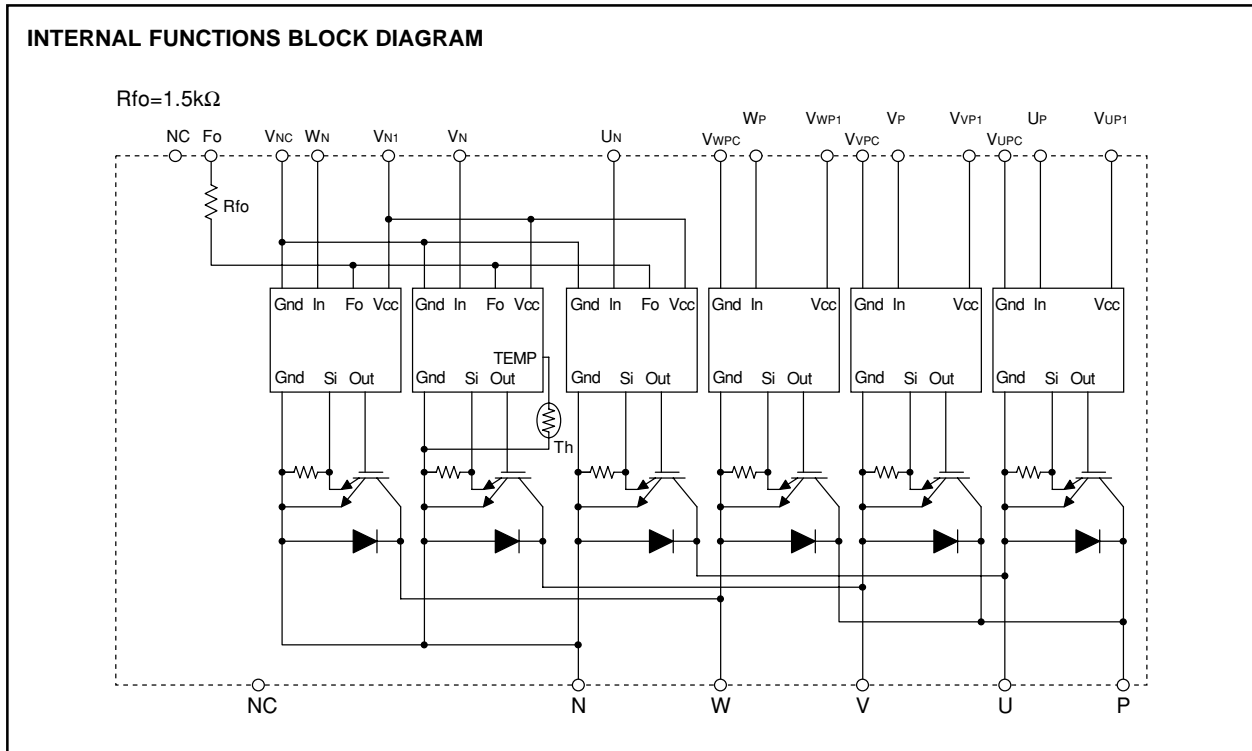 INTERNAL FUNCTIONS BLOCK DIAGRAM
Rfo=1.5kΩ
NC Fo VNC WN VN1 VN UN VWPC WP VWP1 VVPC VP VVP1 VUPC UP VUP1
Rfo
Gnd In Fo Vcc Gnd In Fo Vcc Gnd In Fo Vcc Gnd In Vcc Gnd In Vcc Gnd In Vcc
TEMP
Gnd Si Out Gnd Si Out Gnd Si Out Gnd Si Out Gnd Si Out Gnd Si Out
Th
NC N W V U P